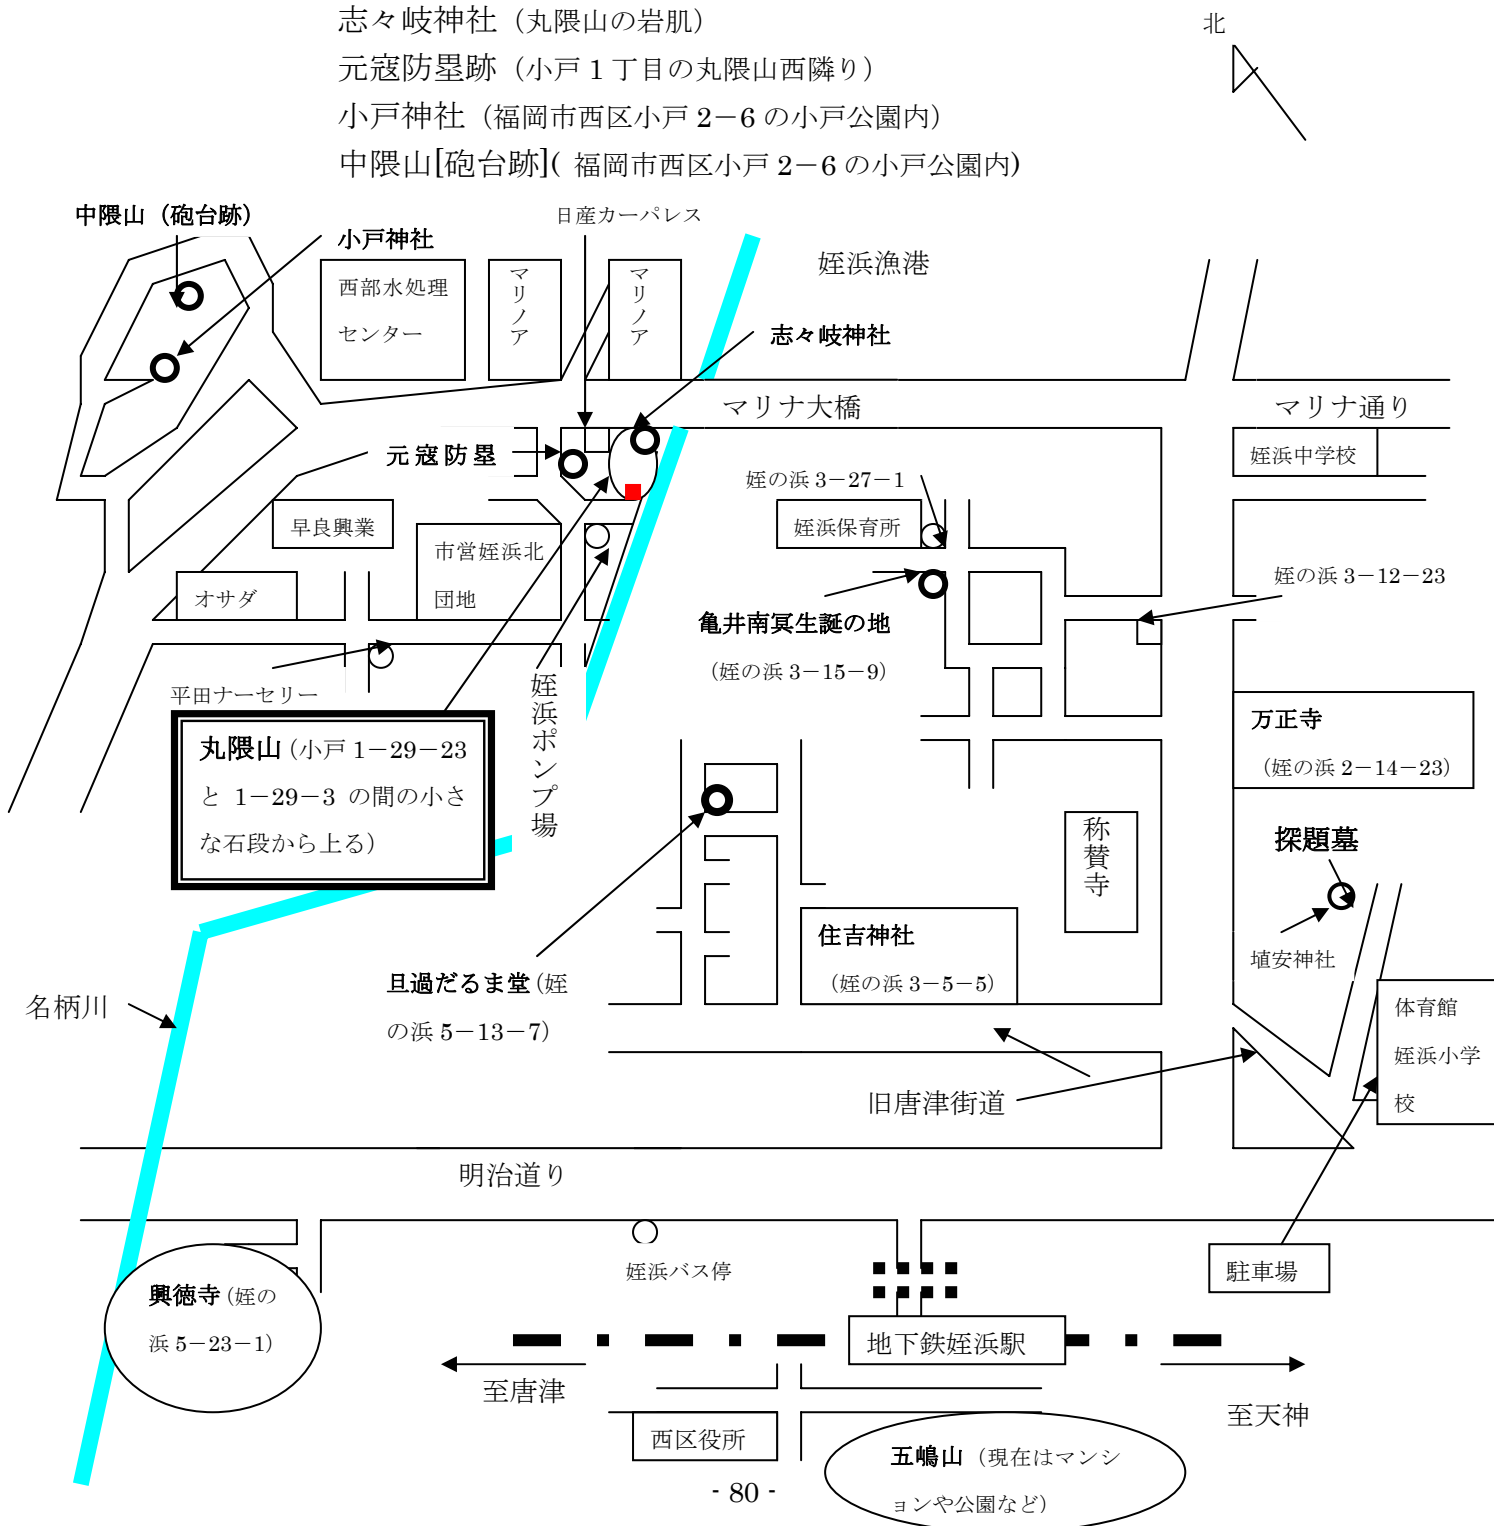 志々岐神社（丸隈山の岩肌）
元寇防塁跡（小戸１丁目の丸隈山西隣り）
小戸神社（福岡市西区小戸 2−6 の小戸公園内）
中隈山[砲台跡]( 福岡市西区小戸 2−6 の小戸公園内)
北
中隈山（砲台跡）
日産カーパレス
小戸神社
姪浜漁港
西部水処理
センター
マリノア
マリノア
志々岐神社
マリナ大橋
マリナ通り
元寇防塁
姪浜中学校
姪の浜 3−27−1
早良興業
姪浜保育所
市営姪浜北
団地
オサダ
姪の浜 3−12−23
亀井南冥生誕の地
（姪の浜 3−15−9）
平田ナーセリー
姪浜ポンプ場
万正寺
（姪の浜 2−14−23）
丸隈山（小戸 1−29−23
と 1−29−3 の間の小さ
な石段から上る）
称賛寺
探題墓
埴安神社
住吉神社
（姪の浜 3−5−5）
旦過だるま堂（姪
の浜 5−13−7）
名柄川
体育館
姪浜小学
校
旧唐津街道
明治道り
姪浜バス停
駐車場
興徳寺（姪の
浜 5−23−1）
地下鉄姪浜駅
至唐津
至天神
西区役所
五嶋山（現在はマンシ
ョンや公園など）
- 80 -